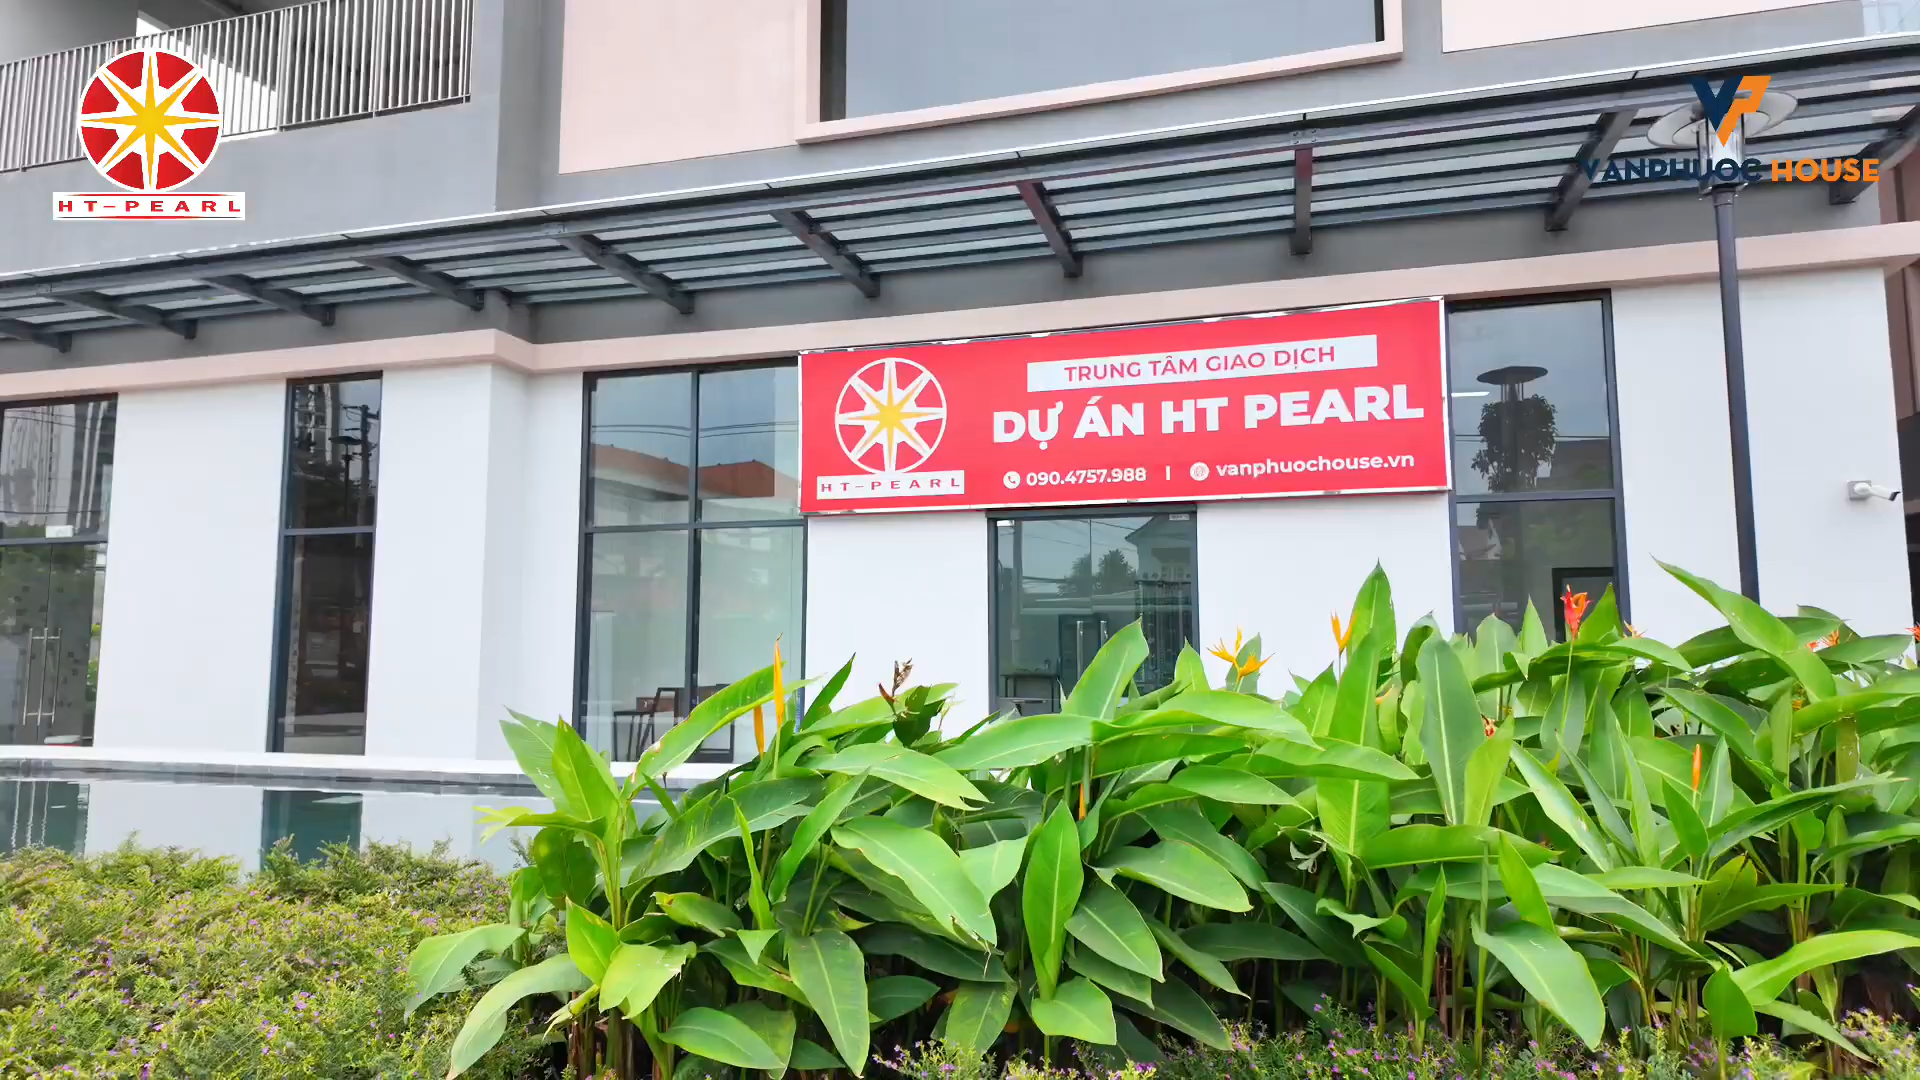 HT-PEARL
VANPHUOC HOUSE
TRUNG TÂM GIAO DỊCH
DỰ ÁN HT PEARL
HT-PEARL
090.4757.988 | vanphuochouse.vn